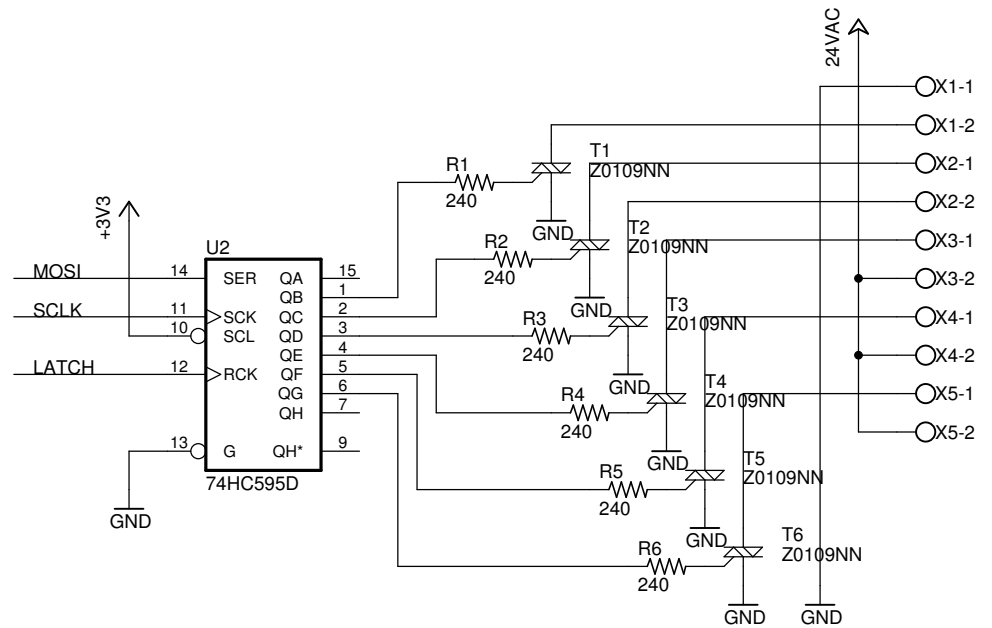 24VAC
X1-1
X1-2
T1
R1
Z0109NN
X2-1
240
X2-2
+3V3
GND
T2
U2
R2
Z0109NN
X3-1
MOSI
14
SER
QA
15
240
X3-2
QB
1
GND
T3
SCLK
11
SCK
QC
2
R3
Z0109NN
X4-1
10
SCL
QD
3
240
QE
4
X4-2
LATCH
12
RCK
QF
5
GND
T4
QG
6
R4
Z0109NN
X5-1
QH
7
240
X5-2
13
G
QH*
9
GND
T5
R5
Z0109NN
74HC595D
240
GND
GND
T6
R6
Z0109NN
240
GND
GND